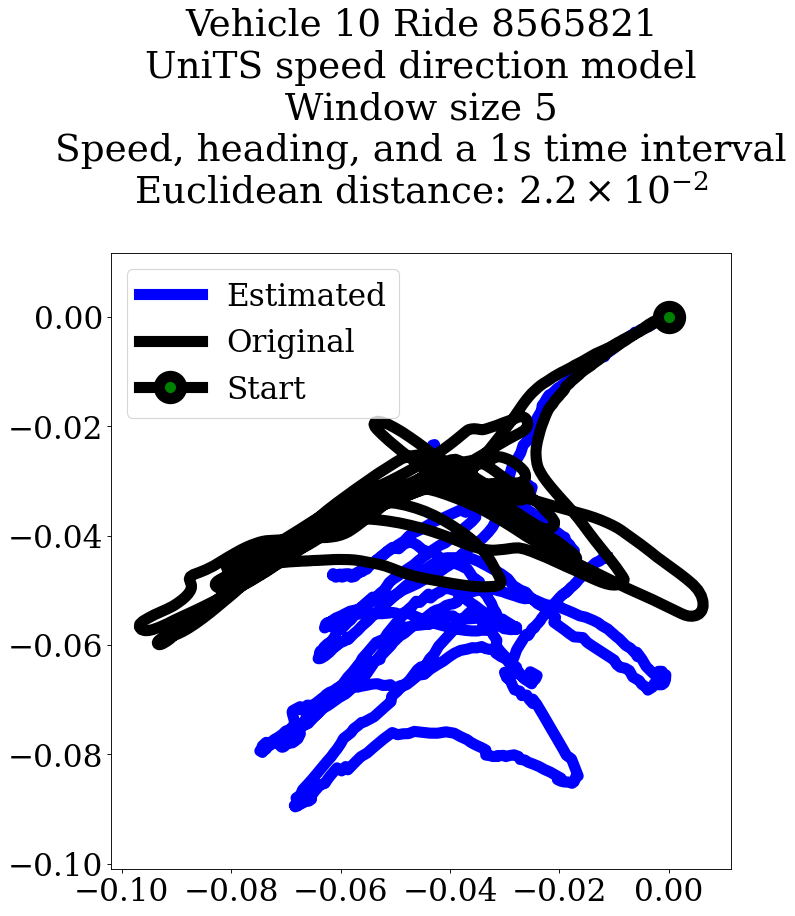 Vehicle 10 Ride 8565821
UniTS speed direction model
Window size 5
Speed, heading, and a 1s time interval
Euclidean distance: 2.2 × 10⁻²
Estimated
Original
Start
0.00
−0.02
−0.04
−0.06
−0.08
−0.10
−0.10 −0.08 −0.06 −0.04 −0.02 0.00